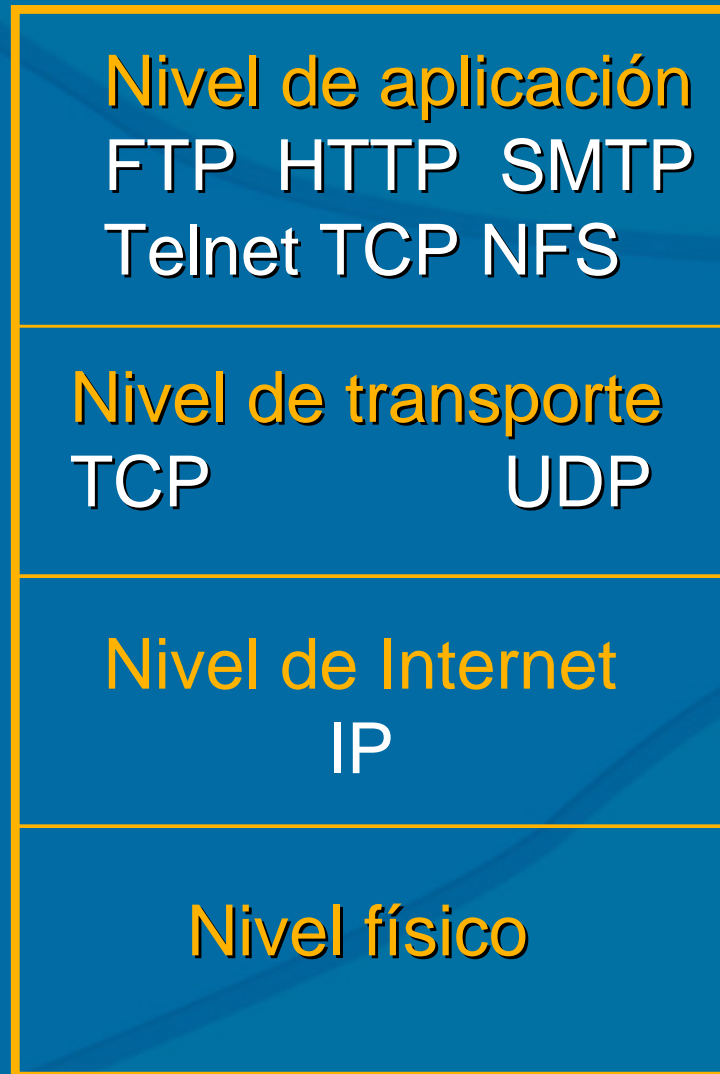 Nivel de aplicación
FTP HTTP SMTP
Telnet TCP NFS
Nivel de transporte
TCP UDP
Nivel de Internet
IP
Nivel físico